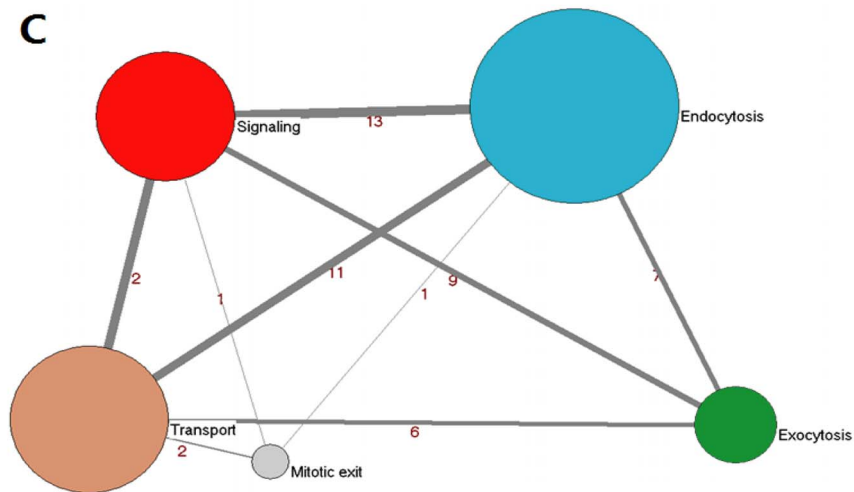 C
Signaling
13
Endocytosis
2
11
1
9
1
7
Transport
6
Exocytosis
2
Mitotic exit